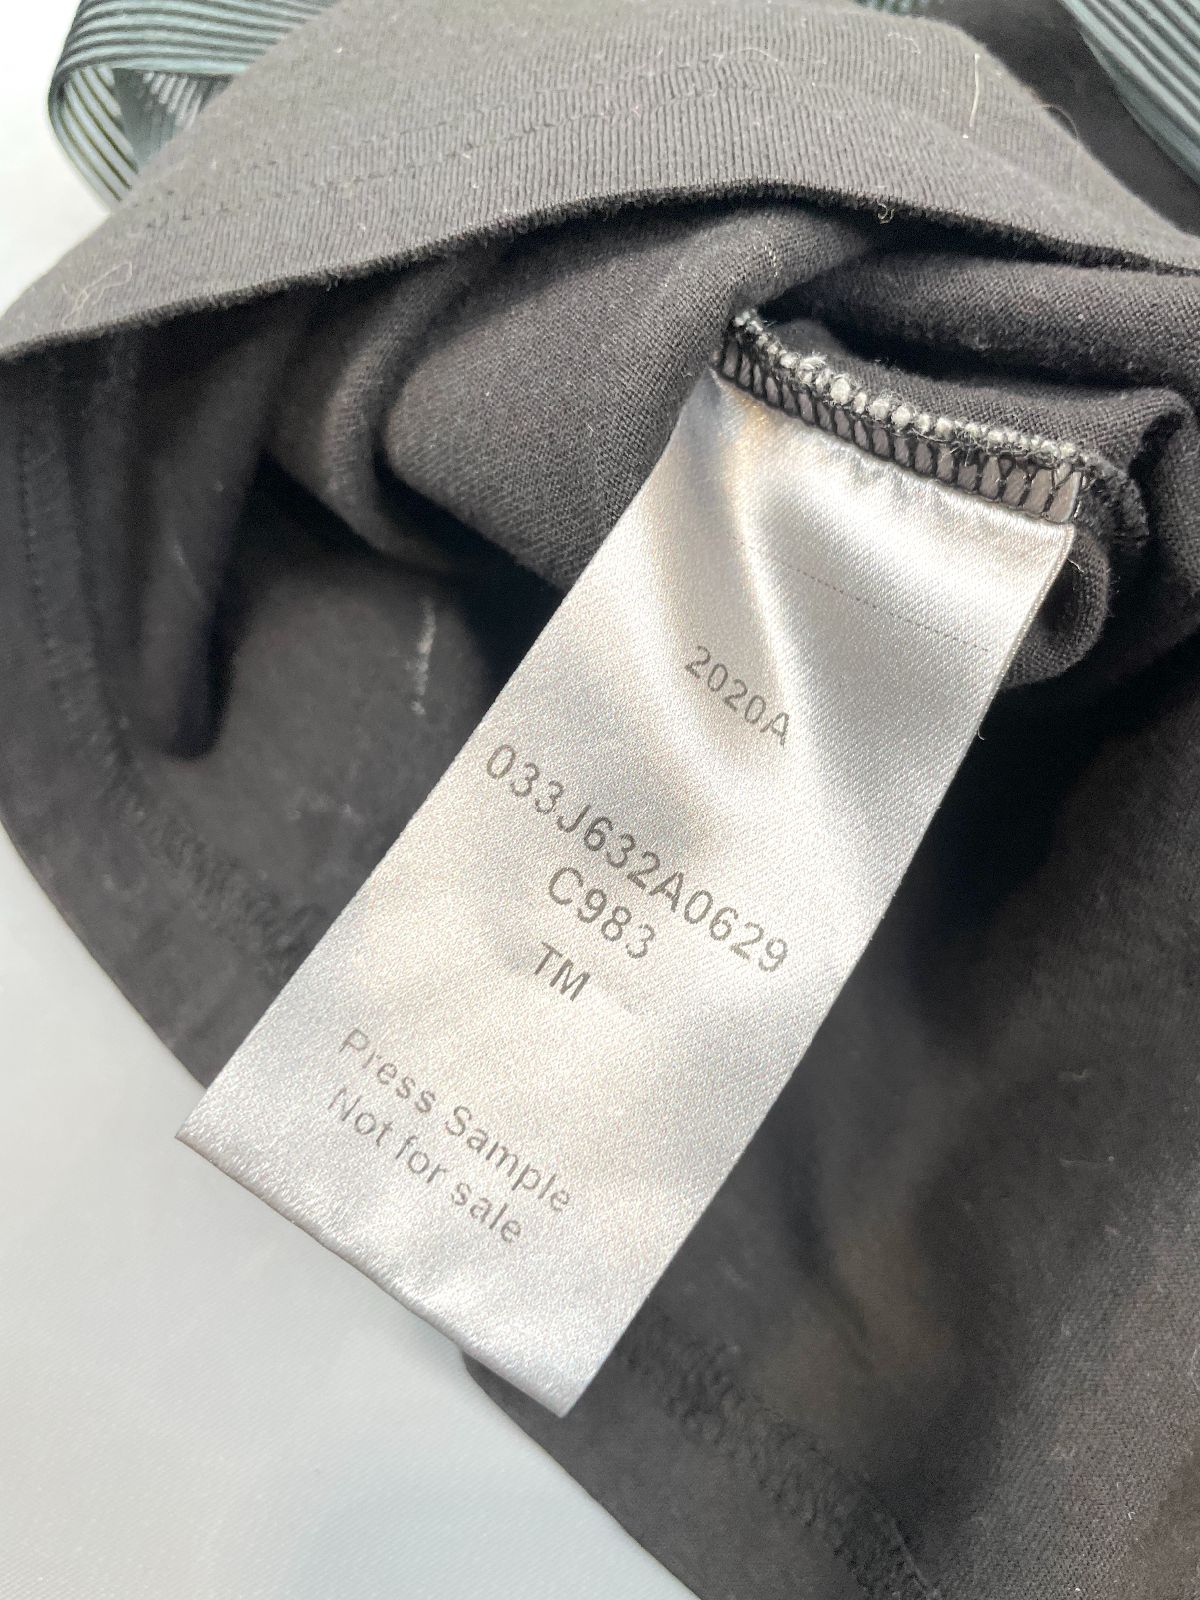 2020A
033J632A0629
C983
TM
Press Sample
Not for sale